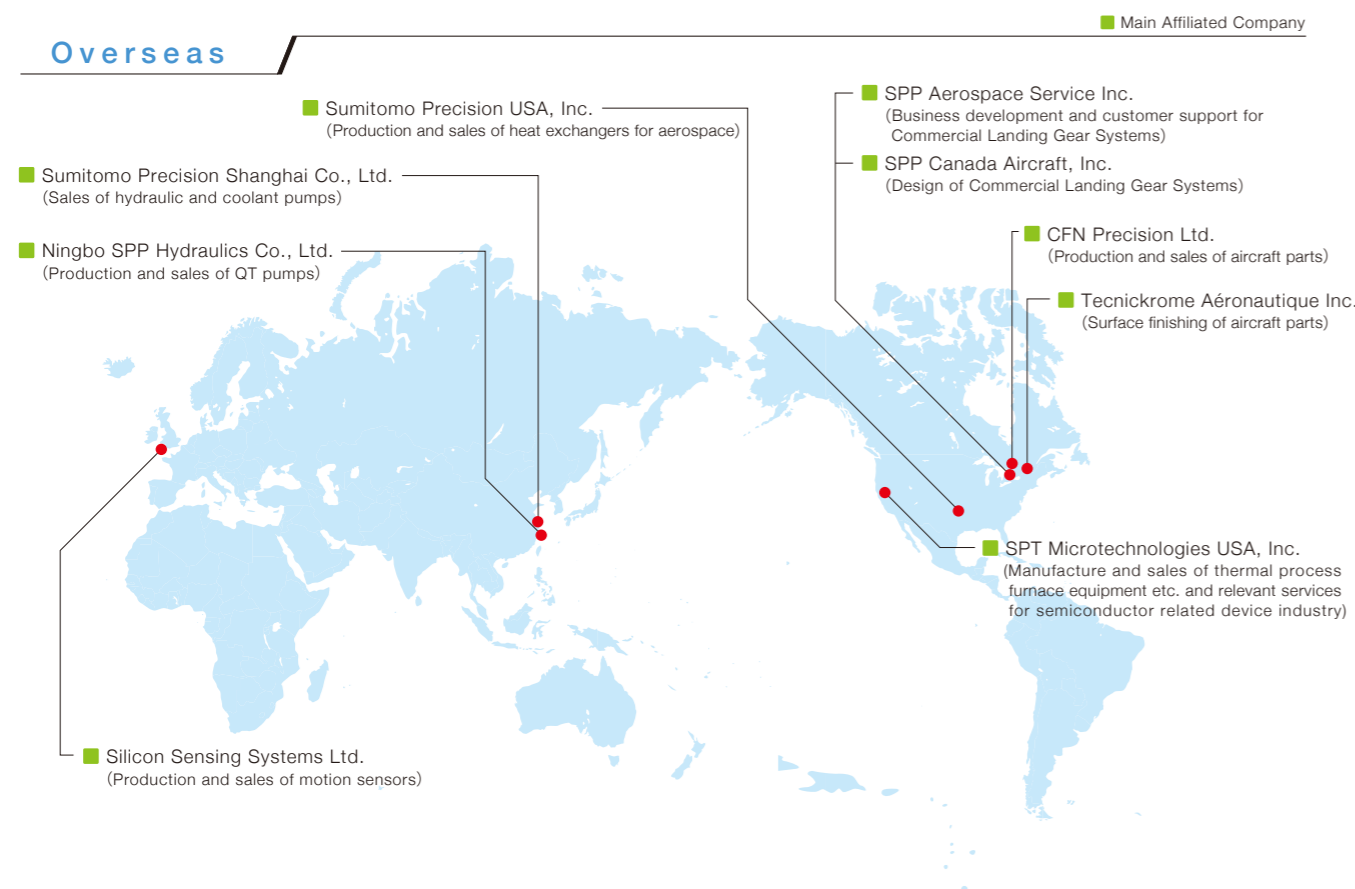 Main Affiliated Company
Overseas
Sumitomo Precision USA, Inc.
(Production and sales of heat exchangers for aerospace)
SPP Aerospace Service Inc.
(Business development and customer support for
Commercial Landing Gear Systems)
SPP Canada Aircraft, Inc.
(Design of Commercial Landing Gear Systems)
Sumitomo Precision Shanghai Co., Ltd.
(Sales of hydraulic and coolant pumps)
Ningbo SPP Hydraulics Co., Ltd.
(Production and sales of QT pumps)
CFN Precision Ltd.
(Production and sales of aircraft parts)
Tecnickrome Aéronautique Inc.
(Surface finishing of aircraft parts)
SPT Microtechnologies USA, Inc.
(Manufacture and sales of thermal process
furnace equipment etc. and relevant services
for semiconductor related device industry)
Silicon Sensing Systems Ltd.
(Production and sales of motion sensors)